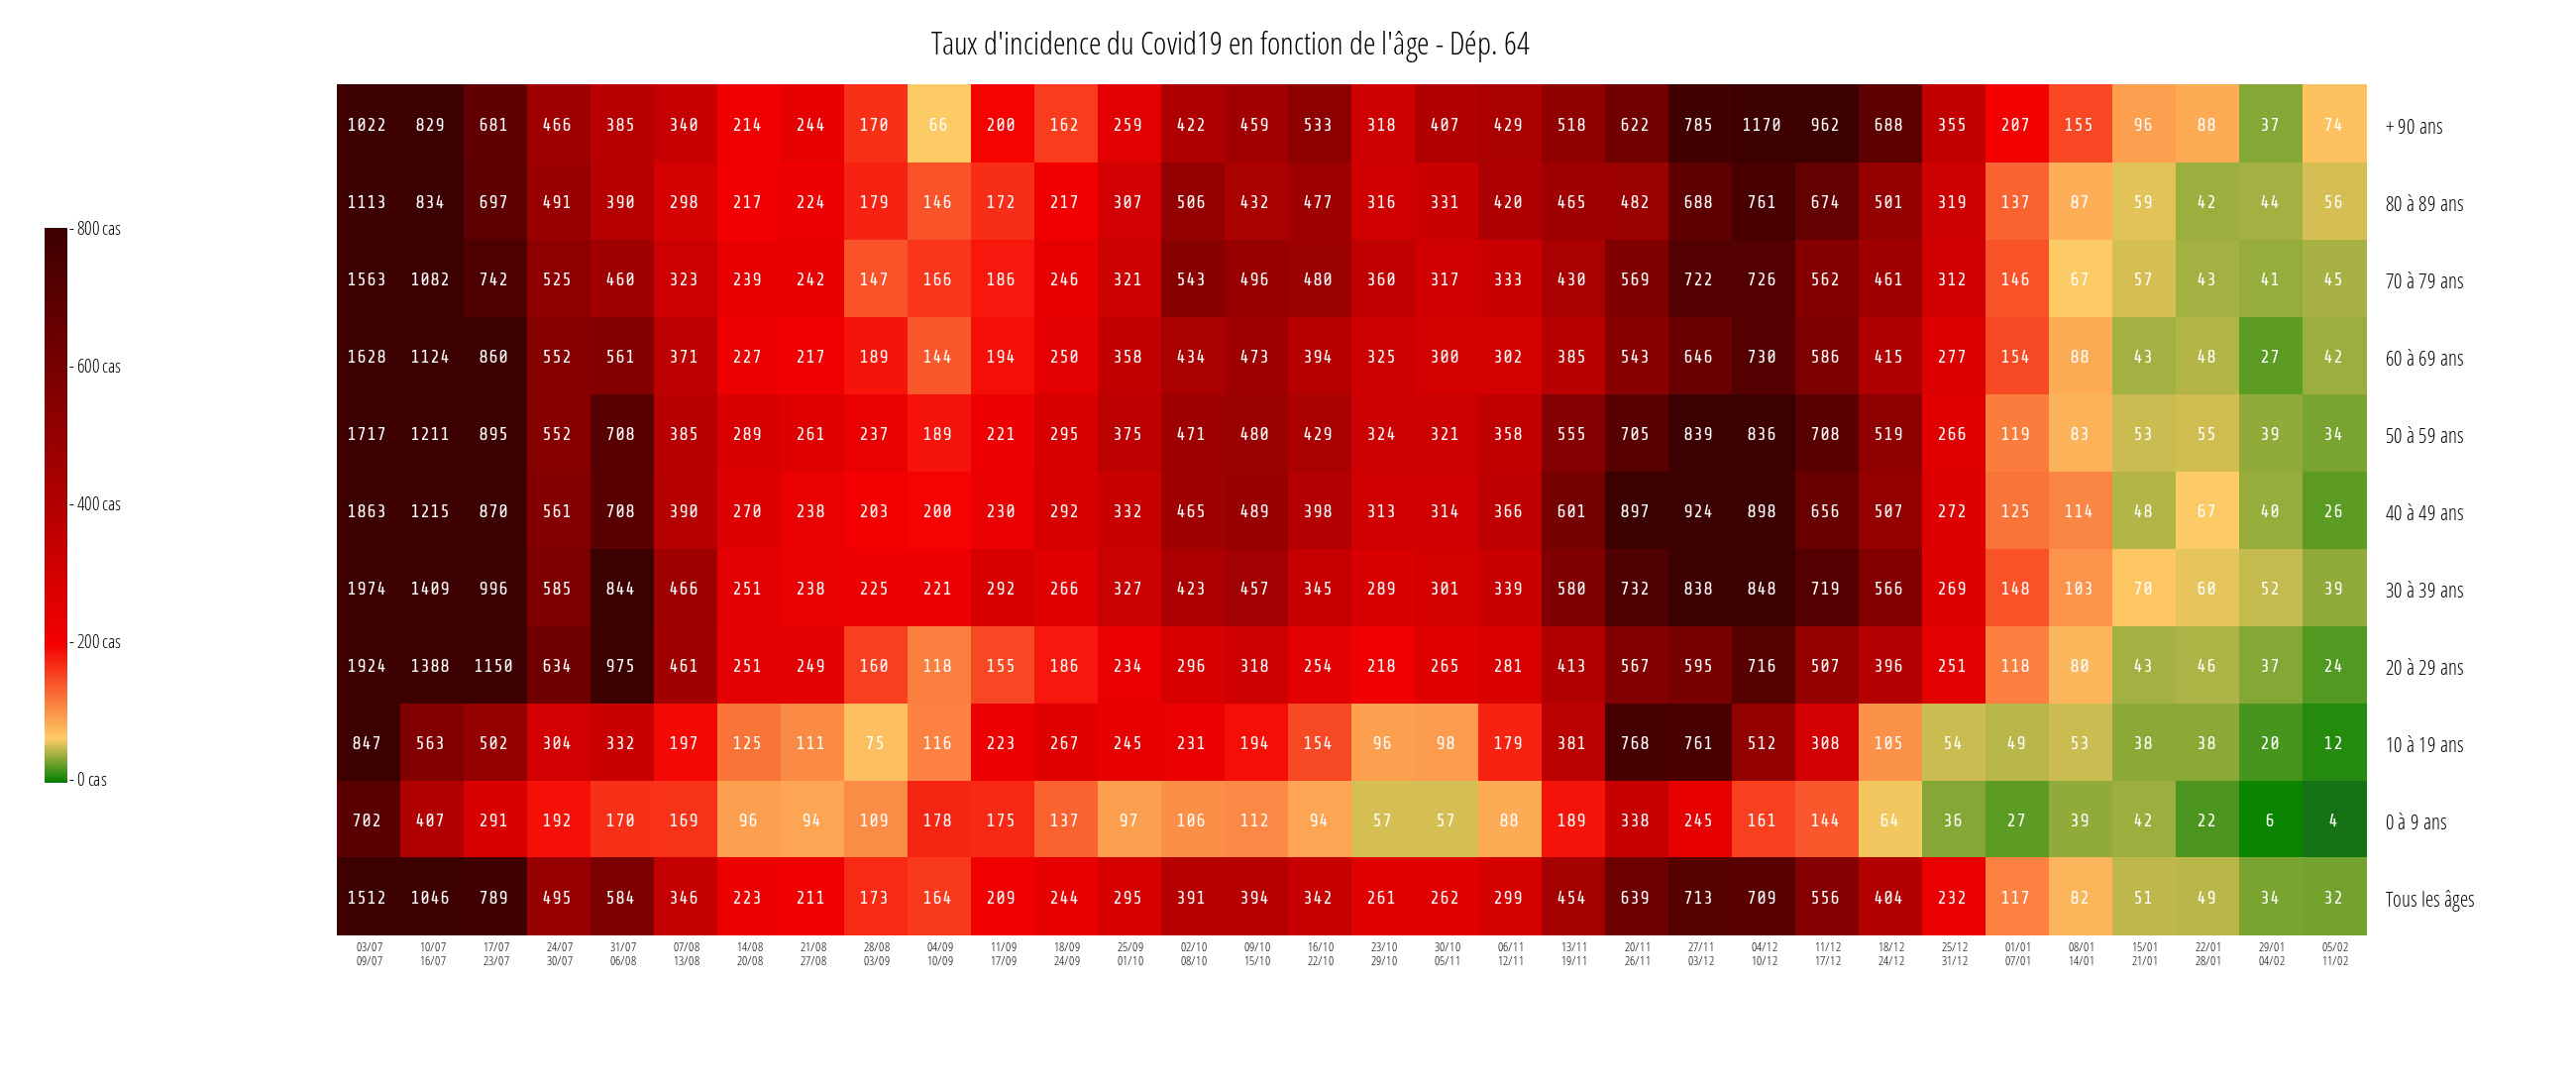 Taux d'incidence du Covid19 en fonction de l'âge - Dép. 64
- 800 cas
- 600 cas
- 400 cas
- 200 cas
- 0 cas
1022 829 681 466 385 340 214 244 170 66 200 162 259 422 459 533 318 407 429 518 622 785 1170 962 688 355 207 155 96 88 37 74 + 90 ans
1113 834 697 491 390 298 217 224 179 146 172 217 307 506 432 477 316 331 420 465 482 688 761 674 501 319 137 87 59 42 44 56 80 à 89 ans
1563 1082 742 525 460 323 239 242 147 166 186 246 321 543 496 480 360 317 333 430 569 722 726 562 461 312 146 67 57 43 41 45 70 à 79 ans
1628 1124 860 552 561 371 227 217 189 144 194 250 358 434 473 394 325 300 302 385 543 646 730 586 415 277 154 88 43 48 27 42 60 à 69 ans
1717 1211 895 552 708 385 289 261 237 189 221 295 375 471 480 429 324 321 358 555 705 839 836 708 519 266 119 83 53 55 39 34 50 à 59 ans
1863 1215 870 561 708 390 270 238 203 200 230 292 332 465 489 398 313 314 366 601 897 924 898 656 507 272 125 114 48 67 40 26 40 à 49 ans
1974 1409 996 585 844 466 251 238 225 221 292 266 327 423 457 345 289 301 339 580 732 838 848 719 566 269 148 103 70 60 52 39 30 à 39 ans
1924 1388 1150 634 975 461 251 249 160 118 155 186 234 296 318 254 218 265 281 413 567 595 716 507 396 251 118 80 43 46 37 24 20 à 29 ans
847 563 502 304 332 197 125 111 75 116 223 267 245 231 194 154 96 98 179 381 768 761 512 308 105 54 49 53 38 38 20 12 10 à 19 ans
702 407 291 192 170 169 96 94 109 178 175 137 97 106 112 94 57 57 88 189 338 245 161 144 64 36 27 39 42 22 6 4 0 à 9 ans
1512 1046 789 495 584 346 223 211 173 164 209 244 295 391 394 342 261 262 299 454 639 713 709 556 404 232 117 82 51 49 34 32 Tous les âges
03/07 10/07 17/07 24/07 31/07 07/08 14/08 21/08 28/08 04/09 11/09 18/09 25/09 02/10 09/10 16/10 23/10 30/10 06/11 13/11 20/11 27/11 04/12 11/12 18/12 25/12 01/01 08/01 15/01 22/01 29/01 05/02
09/07 16/07 23/07 30/07 06/08 13/08 20/08 27/08 03/09 10/09 17/09 24/09 01/10 08/10 15/10 22/10 29/10 05/11 12/11 19/11 26/11 03/12 10/12 17/12 24/12 31/12 07/01 14/01 21/01 28/01 04/02 11/02